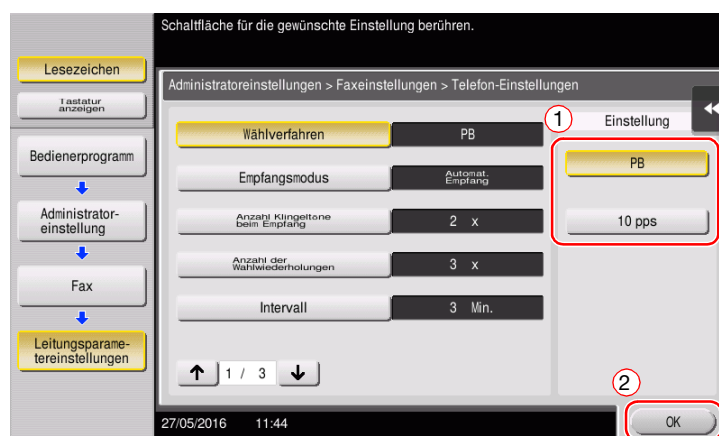 Schaltfläche für die gewünschte Einstellung berühren.
Lesezeichen
Tastatur
anzeigen
Bedienerprogramm
Administrator-
einstellung
Fax
Leitungsparame-
tereinstellungen
Administratoreinstellungen > Faxeinstellungen > Telefon-Einstellungen
Wählverfahren PB
Empfangsmodus Automat.
Empfang
Anzahl Klingeltöne
beim Empfang 2 x
Anzahl der
Wahlwiederholungen 3 x
Intervall 3 Min.
1 / 3
1 Einstellung
PB
10 pps
2
OK
27/05/2016 11:44